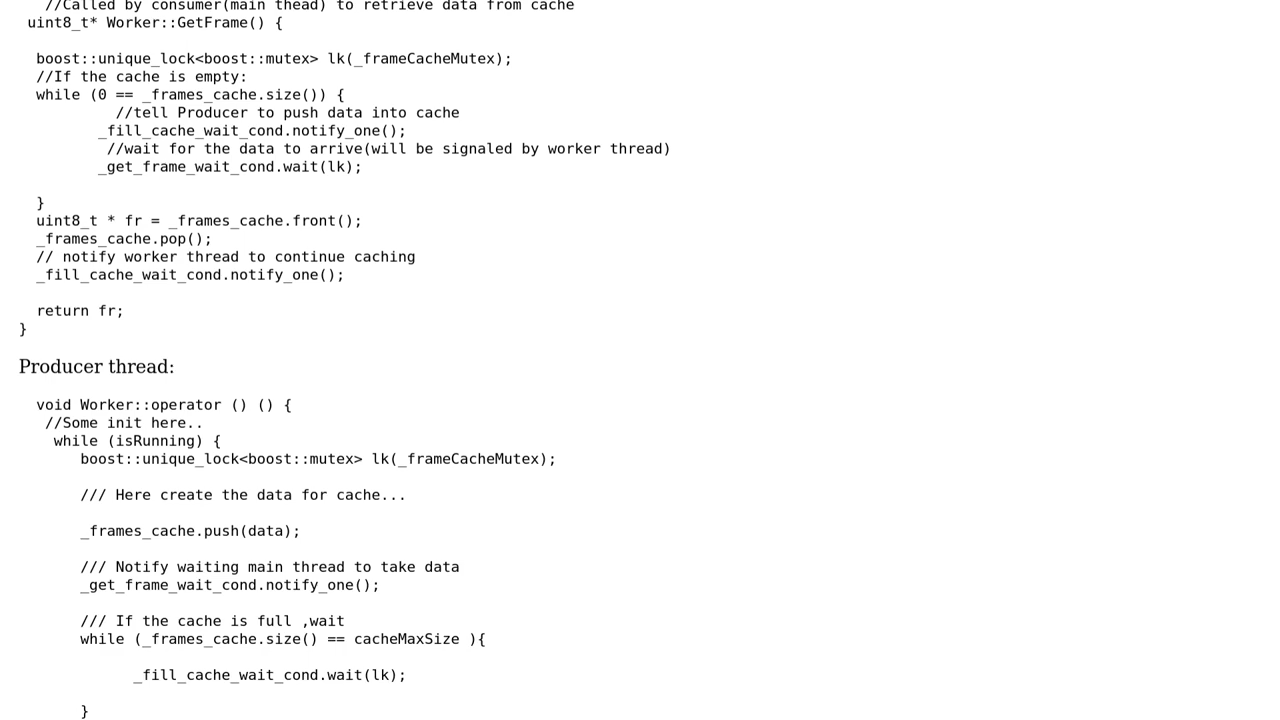 //Called by consumer(main thead) to retrieve data from cache
uint8_t* Worker::GetFrame() {
boost::unique_lock<boost::mutex> lk(_frameCacheMutex);
//If the cache is empty:
while (0 == _frames_cache.size()) {
//tell Producer to push data into cache
_fill_cache_wait_cond.notify_one();
//wait for the data to arrive(will be signaled by worker thread)
_get_frame_wait_cond.wait(lk);
}
uint8_t * fr = _frames_cache.front();
_frames_cache.pop();
// notify worker thread to continue caching
_fill_cache_wait_cond.notify_one();
return fr;
}
Producer thread:
void Worker::operator () () {
//Some init here..
while (isRunning) {
boost::unique_lock<boost::mutex> lk(_frameCacheMutex);
/// Here create the data for cache...
_frames_cache.push(data);
/// Notify waiting main thread to take data
_get_frame_wait_cond.notify_one();
/// If the cache is full ,wait
while (_frames_cache.size() == cacheMaxSize ){
_fill_cache_wait_cond.wait(lk);
}